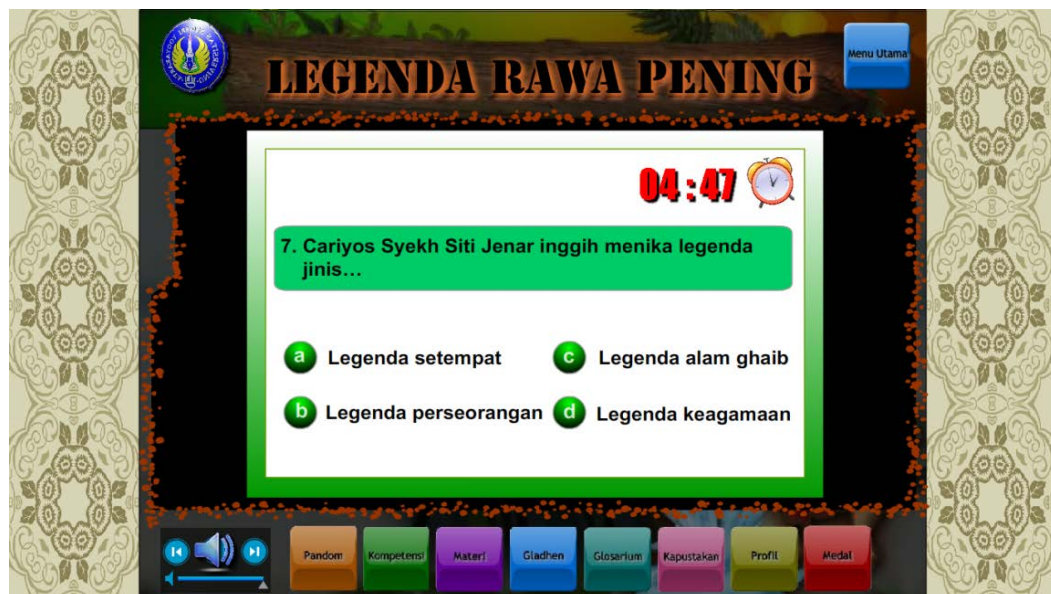 Menu Utama
LEGENDA RAWA PENING
04:47
7. Cariyos Syekh Siti Jenar inggih menika legenda
jinis...
a Legenda setempat
c Legenda alam ghaib
b Legenda perseorangan
d Legenda keagamaan
Pandom
Kompetensi
Materi
Gladhen
Glosarium
Kapustakan
Profil
Medal